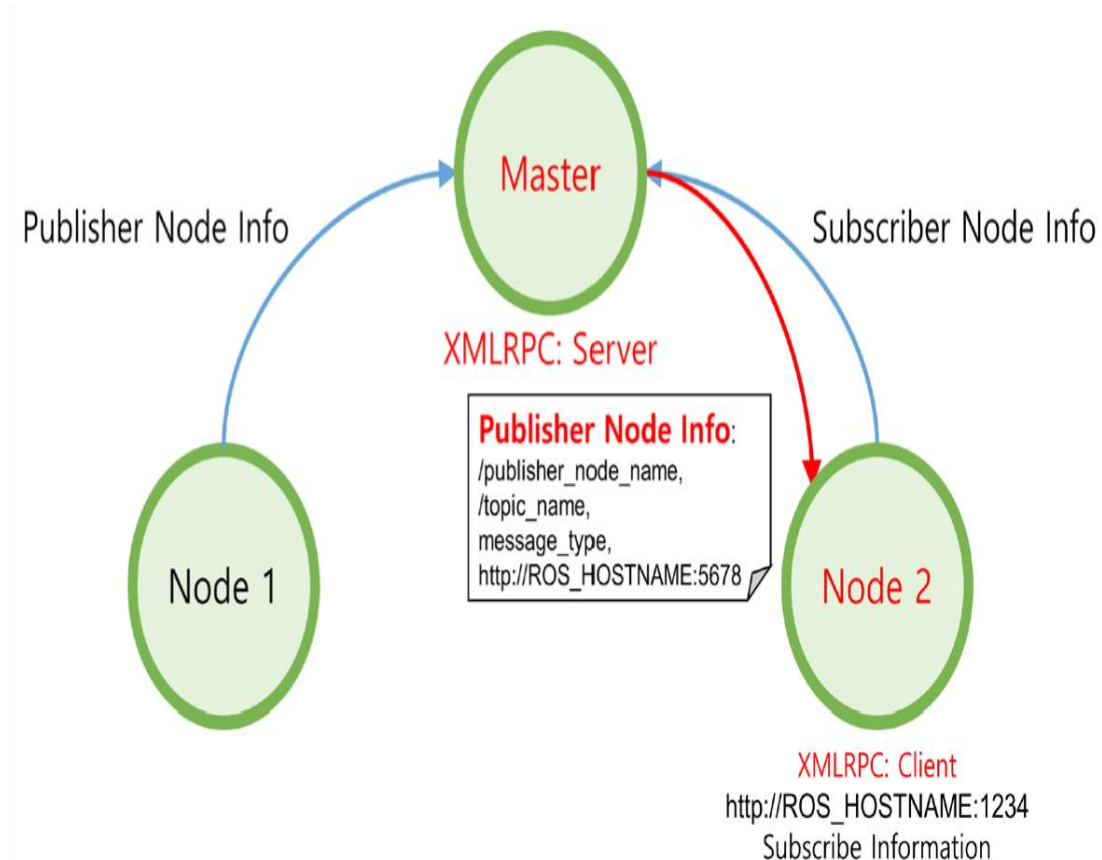 Master
Publisher Node Info
Subscriber Node Info
XMLRPC: Server
Publisher Node Info:
/publisher_node_name,
/topic_name,
message_type,
http://ROS_HOSTNAME:5678
Node 1
Node 2
XMLRPC: Client
http://ROS_HOSTNAME:1234
Subscribe Information